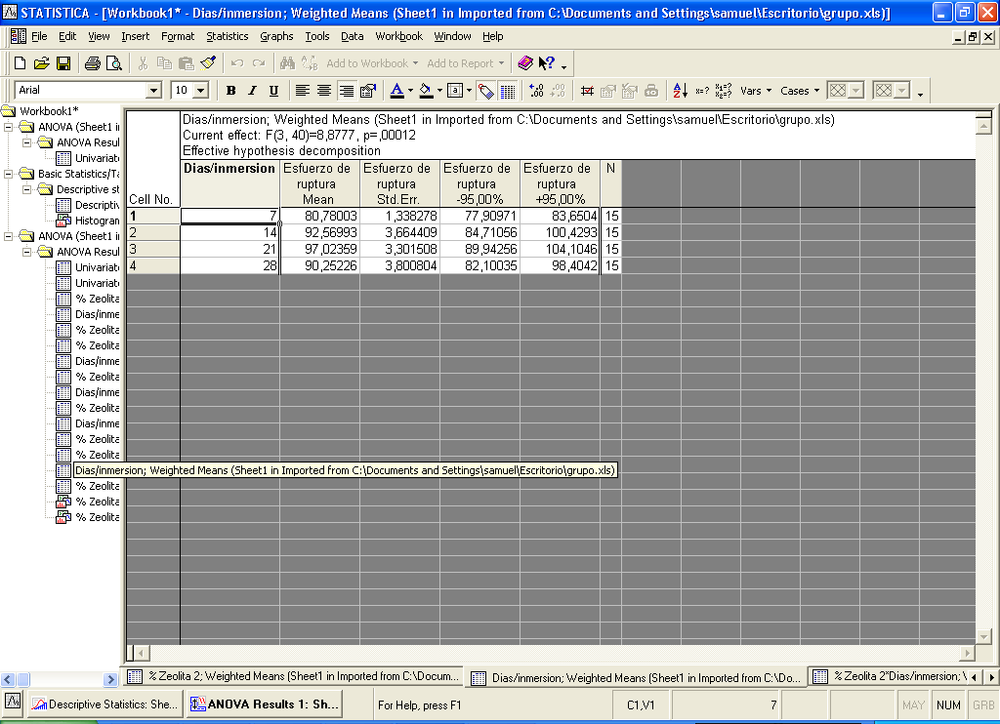 STATISTICA - [Workbook1* - Dias/inmersion; Weighted Means (Sheet1 in Imported from C:\Documents and Settings\samuel\Escritorio\grupo.xls)]
File Edit View Insert Format Statistics Graphs Tools Data Workbook Window Help
Add to Workbook Add to Report
Arial 10 B I U Vars Cases
Workbook1*
ANOVA (Sheet1 i
ANOVA Resul
Univariat
Basic Statistics/Ta
Descriptive st
Descriptiv
Histogran
ANOVA (Sheet1 i
ANOVA Resul
Univariat
Univariat
% Zeolita
Dias/inme
% Zeolita
% Zeolita
Dias/inme
% Zeolita
Dias/inme
% Zeolita
Dias/inme
% Zeolita
% Zeolita
Dias/inmersion; Weighted Means (Sheet1 in Imported from C:\Documents and Settings\samuel\Escritorio\grupo.xls)
% Zeolita
% Zeolita
% Zeolita
Dias/inmersion; Weighted Means (Sheet1 in Imported from C:\Documents and Settings\samuel\Escritorio\grupo.xls)
Current effect: F(3, 40)=8,8777, p=,00012
Effective hypothesis decomposition
Dias/inmersion Esfuerzo de Esfuerzo de Esfuerzo de Esfuerzo de N
ruptura ruptura ruptura ruptura
Cell No. Mean Std.Err. -95,00% +95,00%
1 7 80,78003 1,338278 77,90971 83,6504 15
2 14 92,56993 3,664409 84,71056 100,4293 15
3 21 97,02359 3,301508 89,94256 104,1046 15
4 28 90,25226 3,800804 82,10035 98,4042 15
% Zeolita 2; Weighted Means (Sheet1 in Imported from C:\Docum... Dias/inmersion; Weighted Means (Sheet1 in Imported from C:\Do... % Zeolita 2*Dias/inmersion; \
Descriptive Statistics: She... ANOVA Results 1: Sh... For Help, press F1 C1,V1 7 MAY NUM GRB